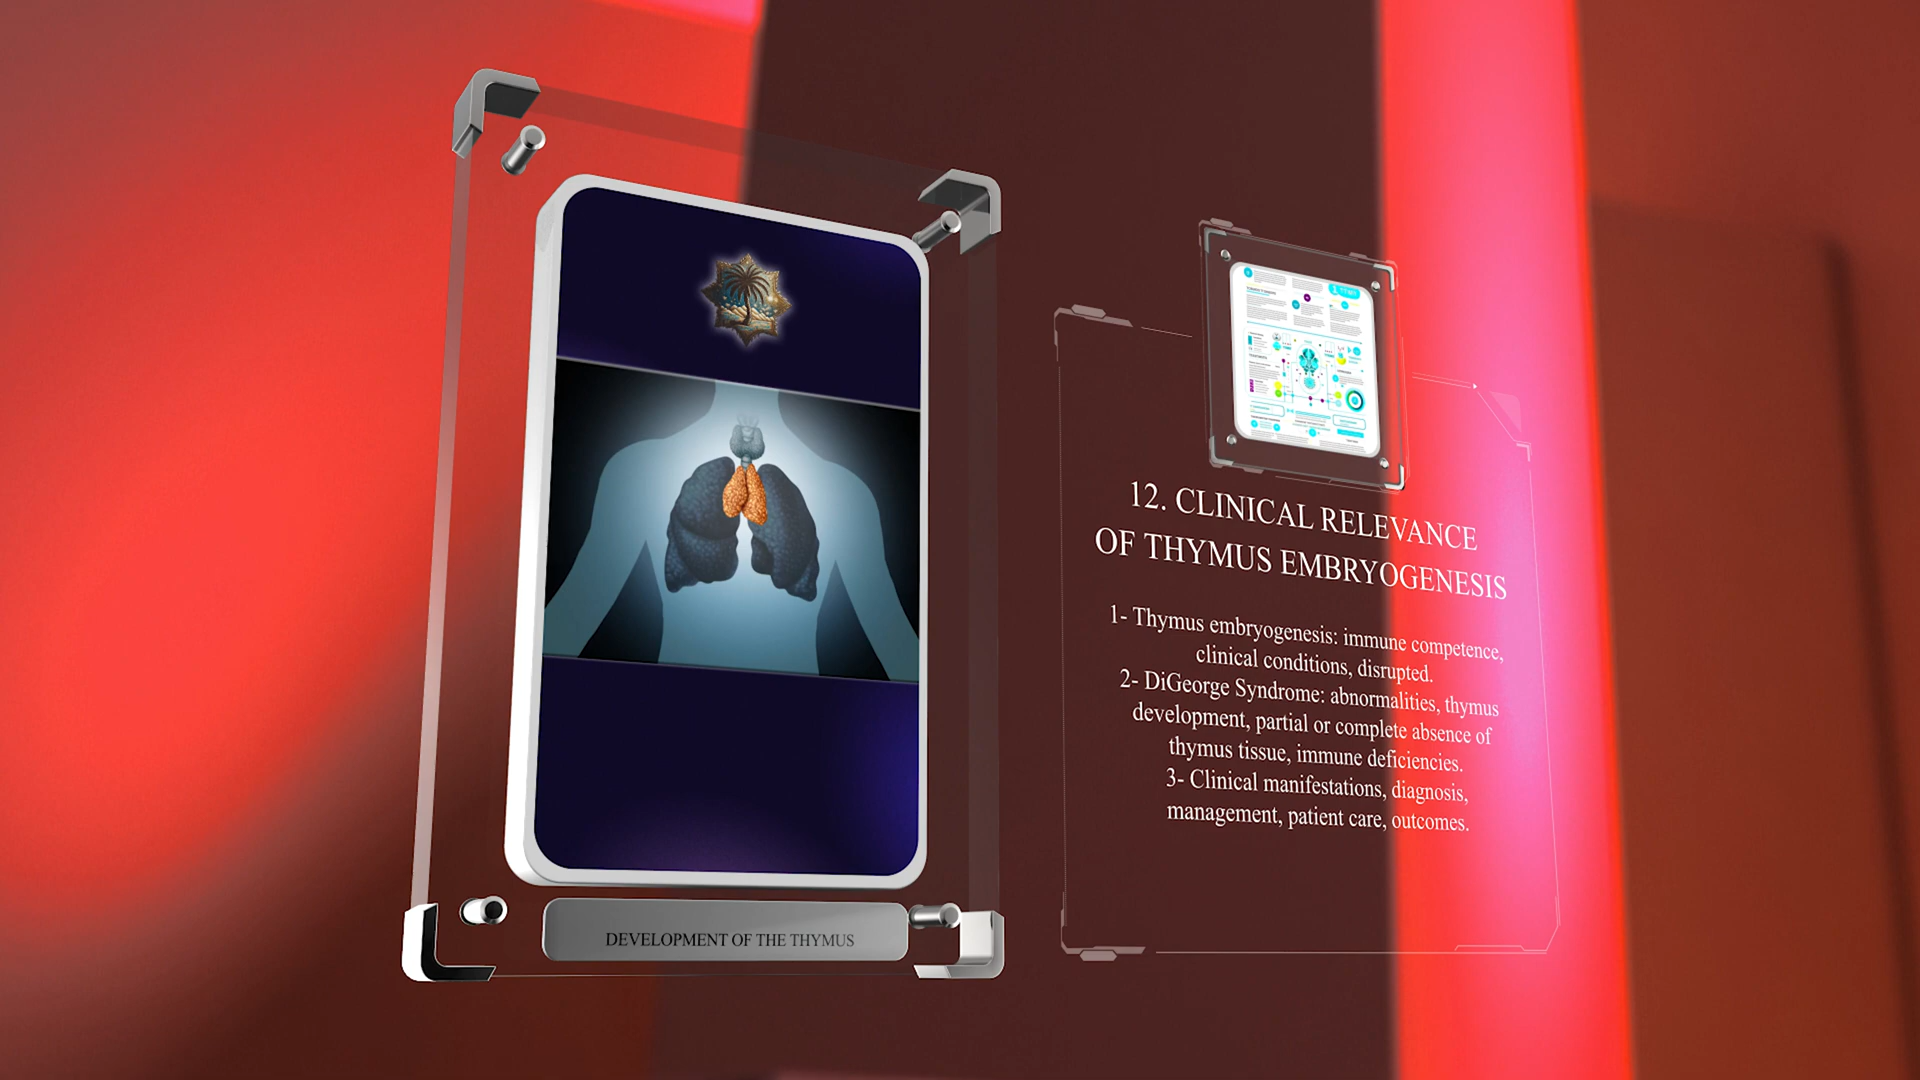 12. CLINICAL RELEVANCE
OF THYMUS EMBRYOGENESIS
1- Thymus embryogenesis: immune competence,
clinical conditions, disrupted.
2- DiGeorge Syndrome: abnormalities, thymus
development, partial or complete absence of
thymus tissue, immune deficiencies.
3- Clinical manifestations, diagnosis,
management, patient care, outcomes.
DEVELOPMENT OF THE THYMUS